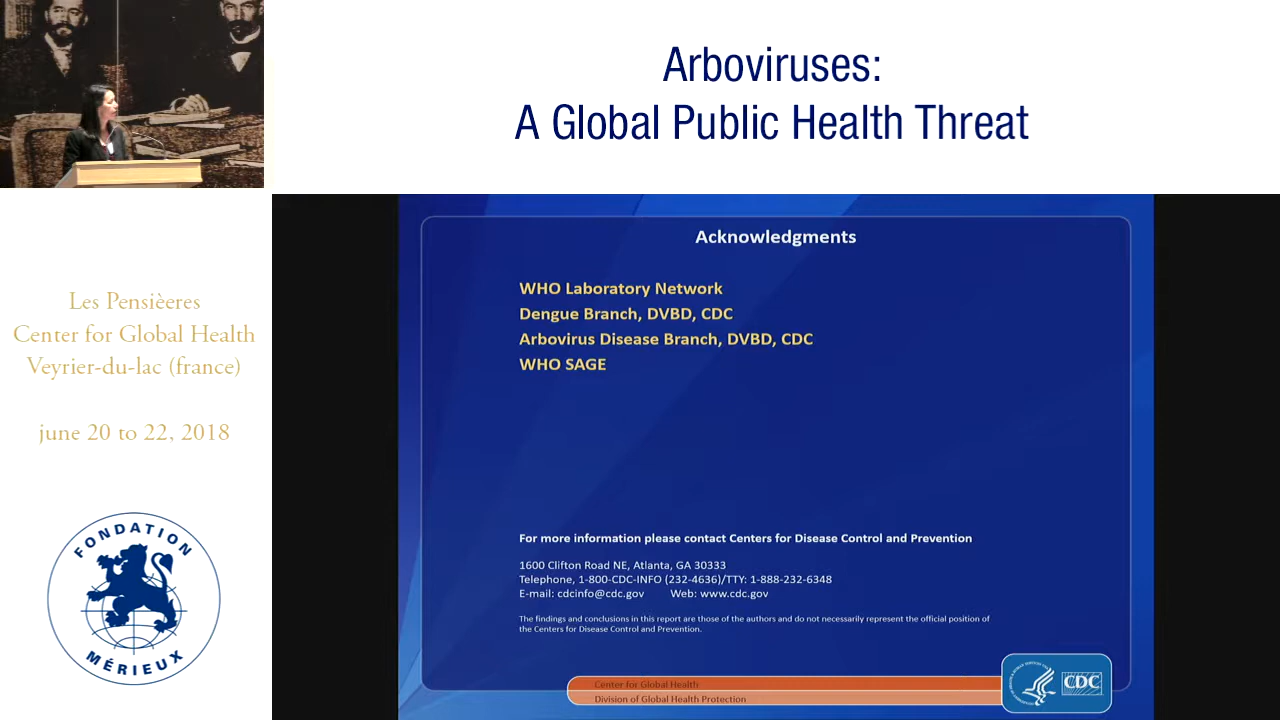 Arboviruses:
A Global Public Health Threat
Les Pensièeres
Center for Global Health
Veyrier-du-lac (france)
june 20 to 22, 2018
FONDATION
MÉRIEUX
Acknowledgments
WHO Laboratory Network
Dengue Branch, DVBD, CDC
Arbovirus Disease Branch, DVBD, CDC
WHO SAGE
For more information please contact Centers for Disease Control and Prevention
1600 Clifton Road NE, Atlanta, GA 30333
Telephone, 1-800-CDC-INFO (232-4636)/TTY: 1-888-232-6348
E-mail: cdcinfo@cdc.gov Web: www.cdc.gov
The findings and conclusions in this report are those of the authors and do not necessarily represent the official position of
the Centers for Disease Control and Prevention.
Center for Global Health
Division of Global Health Protection
CDC